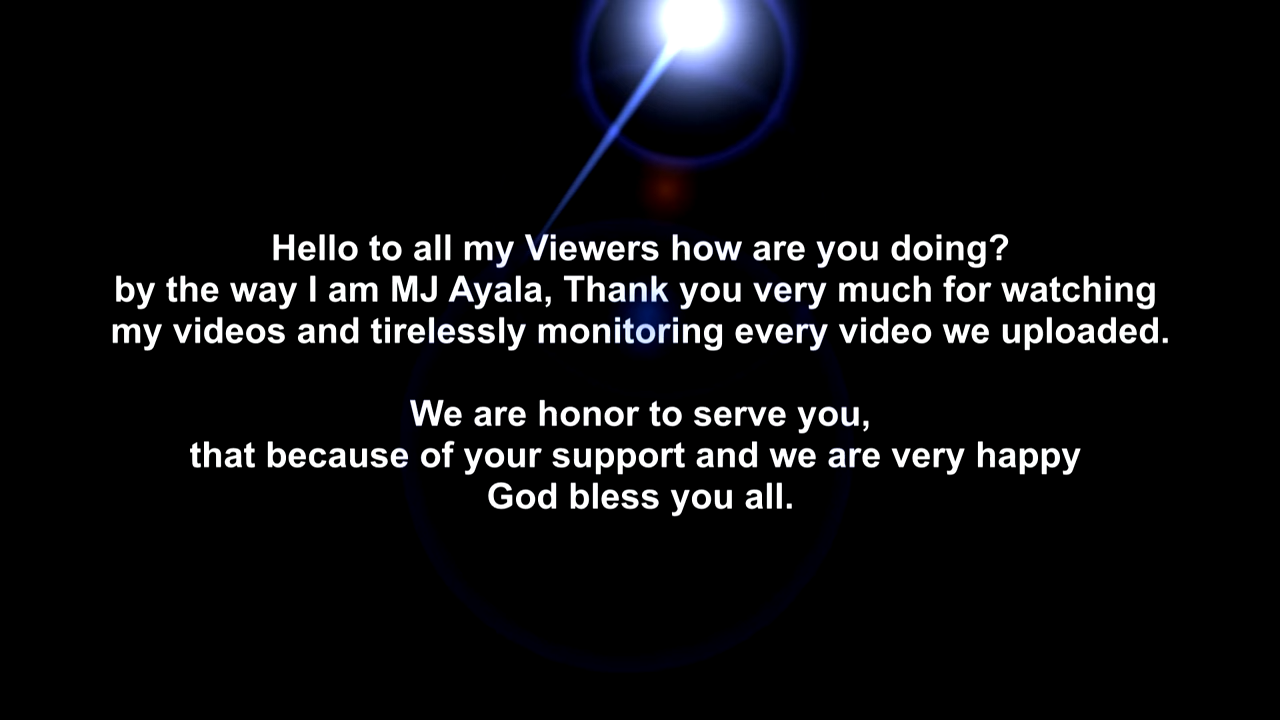 Hello to all my Viewers how are you doing?
by the way I am MJ Ayala, Thank you very much for watching
my videos and tirelessly monitoring every video we uploaded.
We are honor to serve you,
that because of your support and we are very happy
God bless you all.